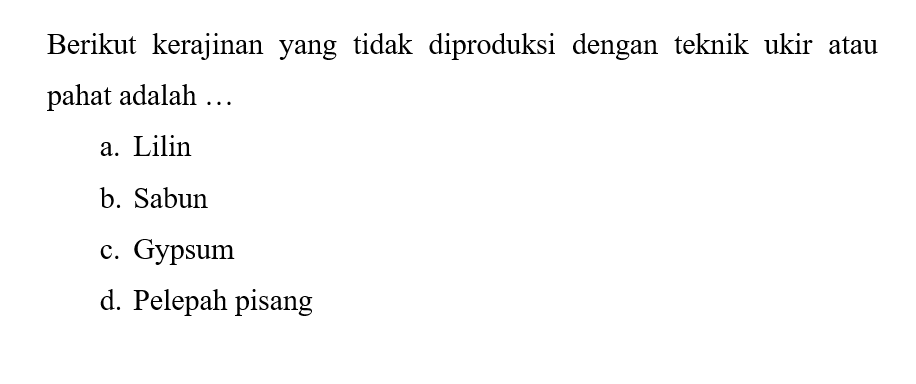 Berikut kerajinan yang tidak diproduksi dengan teknik ukir atau
pahat adalah …
a. Lilin
b. Sabun
c. Gypsum
d. Pelepah pisang